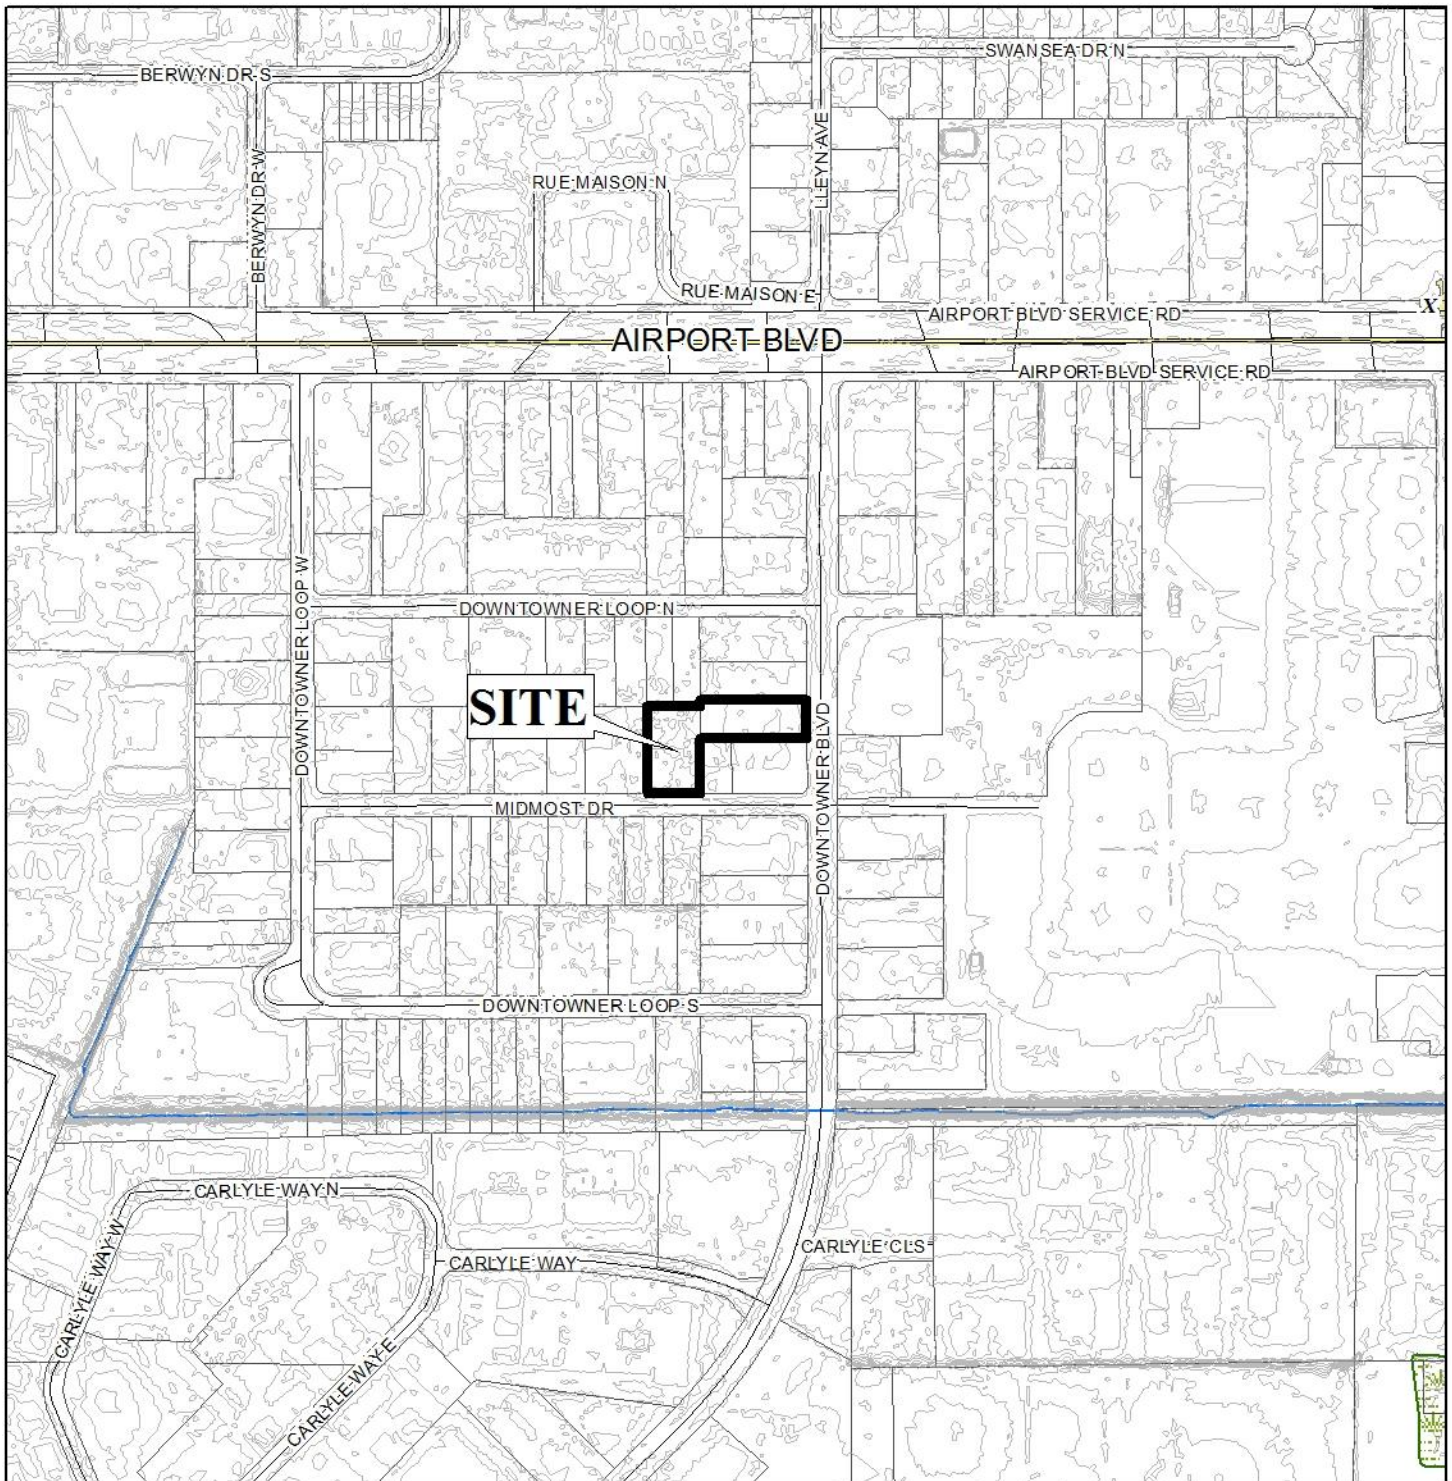 SWANSEA DR N
BERWYN DR S
LLEYN AVE
BERWYN DR W
RUE MAISON N
RUE MAISON E
AIRPORT BLVD SERVICE RD
X
AIRPORT BLVD
AIRPORT BLVD SERVICE RD
DOWNTOWNER LOOP W
DOWNTOWNER LOOP N
SITE
DOWNTOWNER BLVD
MIDMOST DR
DOWNTOWNER LOOP S
CARLYLE WAY N
CARLYLE WAY W
CARLYLE CLS
CARLYLE WAY
CARLYLE WAY E